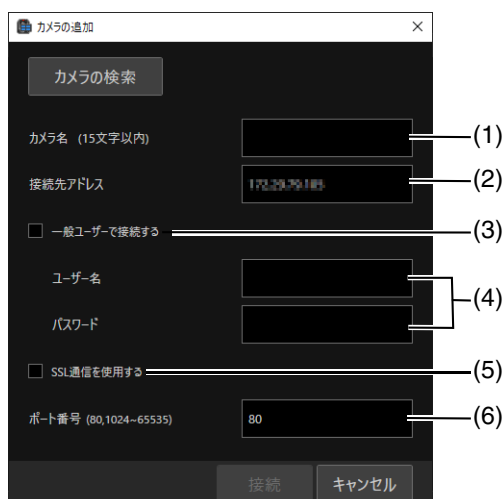 カメラの追加
カメラの検索
カメラ名 (15文字以内)
(1)
接続先アドレス
(2)
一般ユーザーで接続する
(3)
ユーザー名
(4)
パスワード
SSL通信を使用する
(5)
ポート番号 (80,1024~65535)
80
(6)
接続
キャンセル